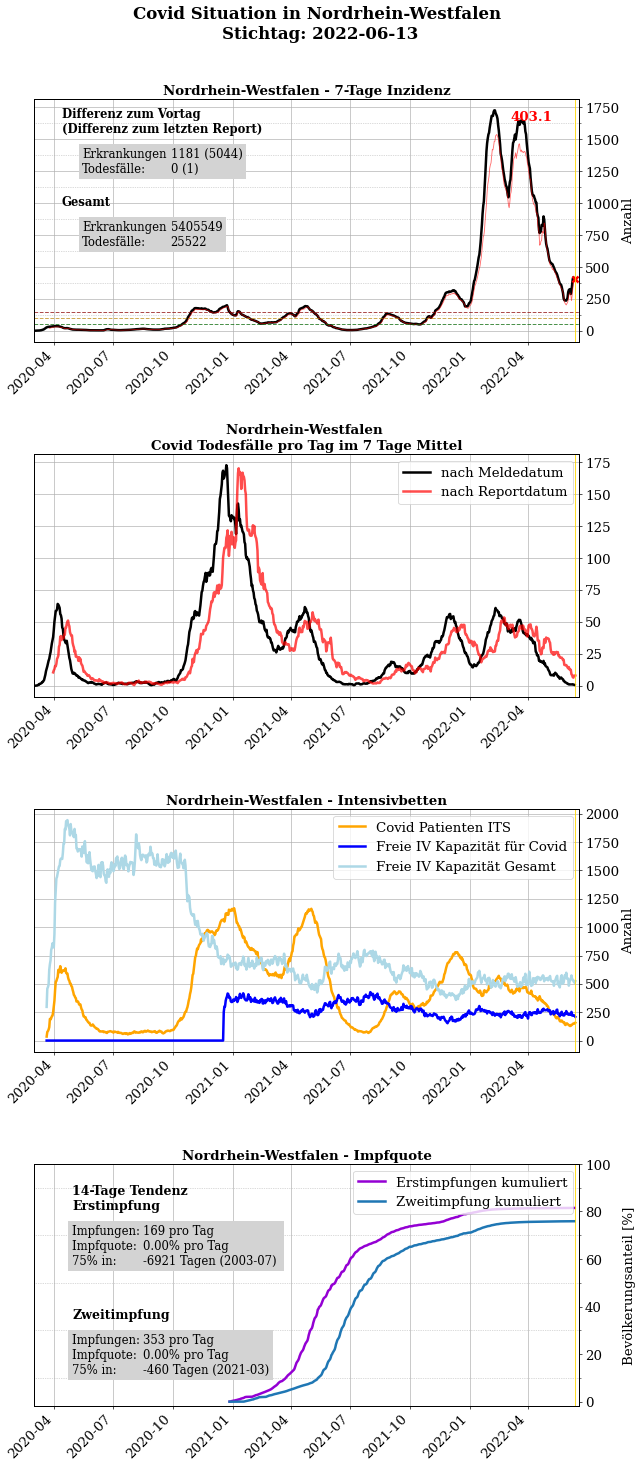 Covid Situation in Nordrhein-Westfalen
Stichtag: 2022-06-13
Nordrhein-Westfalen - 7-Tage Inzidenz
Differenz zum Vortag
(Differenz zum letzten Report)
Erkrankungen 1181 (5044)
Todesfälle: 0 (1)
Gesamt
Erkrankungen 5405549
Todesfälle: 25522
403.1
1750
1500
1250
1000
750
500
250
0
Anzahl
2020-04
2020-07
2020-10
2021-01
2021-04
2021-07
2021-10
2022-01
2022-04
Nordrhein-Westfalen
Covid Todesfälle pro Tag im 7 Tage Mittel
nach Meldedatum
nach Reportdatum
175
150
125
100
75
50
25
0
2020-04
2020-07
2020-10
2021-01
2021-04
2021-07
2021-10
2022-01
2022-04
Nordrhein-Westfalen - Intensivbetten
Covid Patienten ITS
Freie IV Kapazität für Covid
Freie IV Kapazität Gesamt
2000
1750
1500
1250
1000
750
500
250
0
Anzahl
2020-04
2020-07
2020-10
2021-01
2021-04
2021-07
2021-10
2022-01
2022-04
Nordrhein-Westfalen - Impfquote
Erstimpfungen kumuliert
Zweitimpfung kumuliert
14-Tage Tendenz
Erstimpfung
Impfungen: 169 pro Tag
Impfquote: 0.00% pro Tag
75% in: -6921 Tagen (2003-07)
Zweitimpfung
Impfungen: 353 pro Tag
Impfquote: 0.00% pro Tag
75% in: -460 Tagen (2021-03)
100
80
60
40
20
0
Bevölkerungsanteil [%]
2020-04
2020-07
2020-10
2021-01
2021-04
2021-07
2021-10
2022-01
2022-04